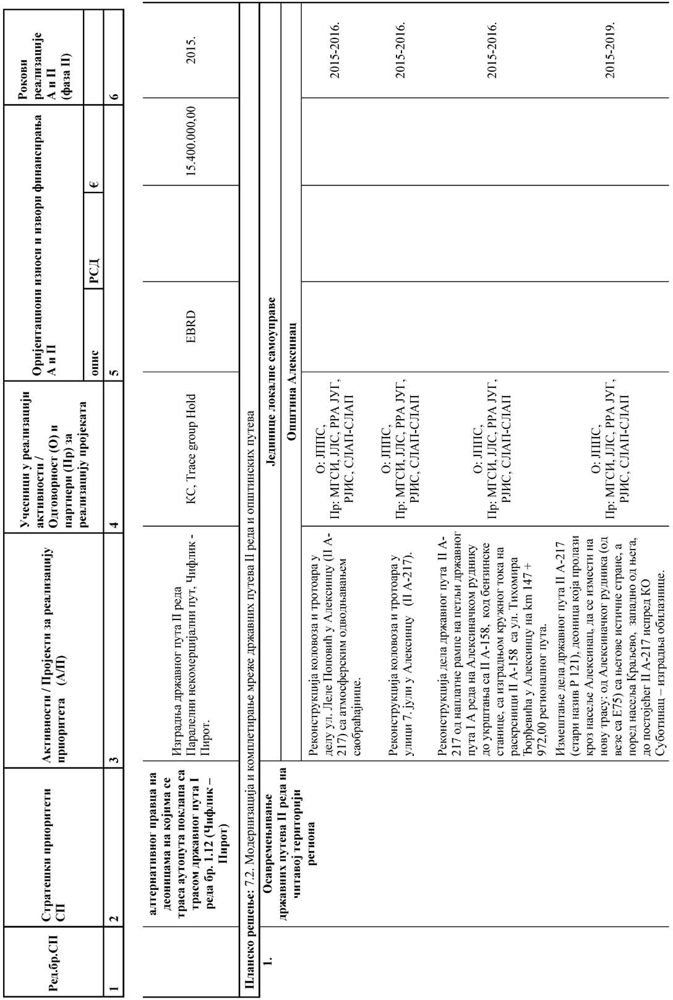 Ред.бр.СП
Стратешки приоритети
СП
Активности / Пројекти за реализацију
приоритета (А/П)
Учесници у реализацији
активности /
Одговорност (О) и
партнери (Пр) за
реализацију пројеката
Оријентациони износи и извори финансирања
А и П
опис
РСД
€
Рокови
реализације
А и П
(фаза II)
1
2
3
4
5
6
алтернативног правца на
деоницама на којима се
траса аутопута поклапа са
трасом државног пута I
реда бр. 1.12 (Чифлик –
Пирот)
Изградња државног пута II реда
Паралелни некомерцијални пут, Чифлик -
Пирот.
КС, Trace group Hold
EBRD
15.400.000,00
2015.
Планско решење: 7.2. Модернизација и комплетирање мреже државних путева II реда и општинских путева
1.
Осавремењивање
државних путева II реда на
читавој територији
региона
Јединице локалне самоуправе
Општина Алексинац
Реконструкција коловоза и тротоара у
делу ул. Леле Поповић у Алексинцу (II А-
217) са атмосферским одводњавањем
саобраћајнице.
О: ЈППС,
Пр: МГСИ, ЈЛС, РРА ЈУГ,
РЈИС, СЛАП-СЛАП
2015-2016.
Реконструкција коловоза и тротоара у
улици 7. јули у Алексинцу (II А-217).
О: ЈППС,
Пр: МГСИ, ЈЛС, РРА ЈУГ,
РЈИС, СЛАП-СЛАП
2015-2016.
Реконструкција дела државног пута II А-
217 од наплатне рампе на петљи државног
пута I А реда на Алексиначком руднику
до укрштања са II А-158, код бензинске
станице, са изградњом кружног тока на
раскрсници II А-158 са ул. Тихомира
Ђорђевића у Алексинцу на km 147 +
972,00 регионалног пута.
О: ЈППС,
Пр: МГСИ, ЈЛС, РРА ЈУГ,
РЈИС, СЛАП-СЛАП
2015-2016.
Измештање дела државног пута II А-217
(стари назив Р 121), деоница која пролази
кроз насеље Алексинац, да се измести на
нову трасу: од Алексиначког рудника (од
везе са Е75) са његове источне стране, а
поред насеља Краљево, западно од њега,
до постојећег II А-217 испред КО
Суботинац – изградња обилазнице.
О: ЈППС,
Пр: МГСИ, ЈЛС, РРА ЈУГ,
РЈИС, СЛАП-СЛАП
2015-2019.